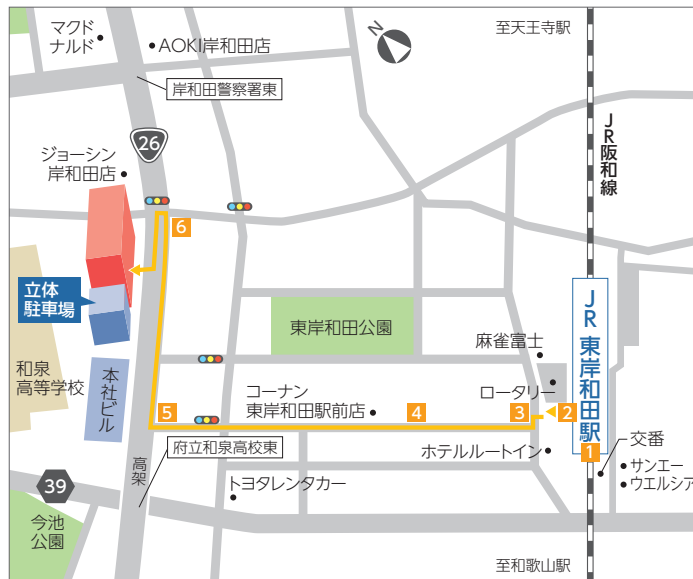 マクド
ナルド
AOKI岸和田店
N
至天王寺駅
岸和田警察署東
JR阪和線
26
ジョーシン
岸和田店
6
立体
駐車場
JR東岸和田駅
東岸和田公園
麻雀富士
和泉
高等学校
本社ビル
コーナン
東岸和田駅前店
ロータリー
5
4
3
2
1
交番
府立和泉高校東
ホテルルートイン
サンエー
ウエルシア
高架
39
トヨタレンタカー
今池
公園
至和歌山駅